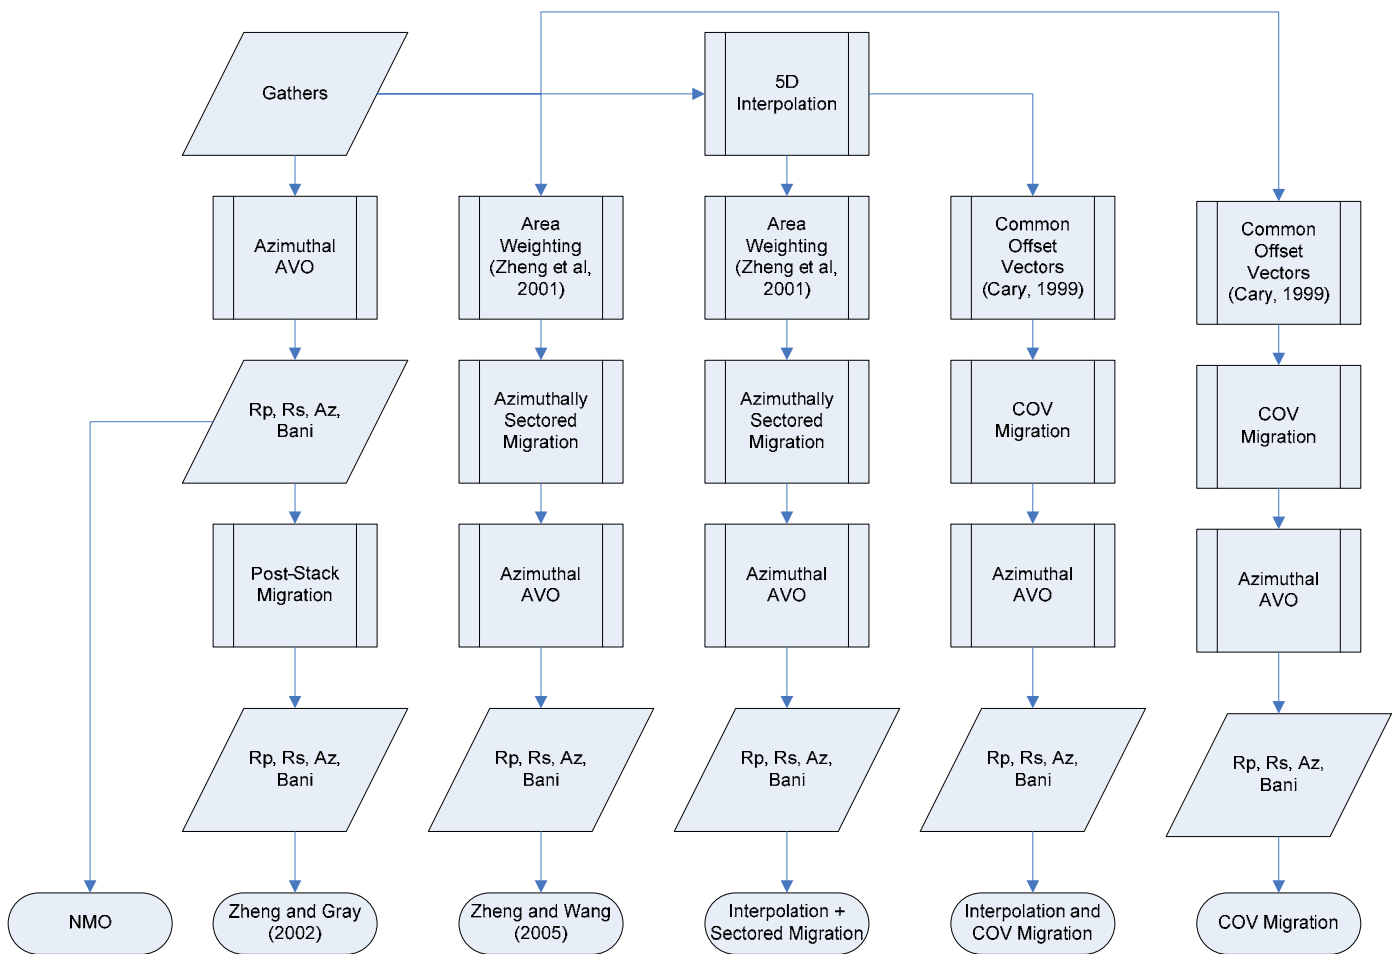 Gathers
5D
Interpolation
Azimuthal
AVO
Area
Weighting
(Zheng et al,
2001)
Area
Weighting
(Zheng et al,
2001)
Common
Offset
Vectors
(Cary, 1999)
Common
Offset
Vectors
(Cary, 1999)
Rp, Rs, Az,
Bani
Azimuthally
Sectored
Migration
Azimuthally
Sectored
Migration
COV
Migration
COV
Migration
Post-Stack
Migration
Azimuthal
AVO
Azimuthal
AVO
Azimuthal
AVO
Azimuthal
AVO
Rp, Rs, Az,
Bani
Rp, Rs, Az,
Bani
Rp, Rs, Az,
Bani
Rp, Rs, Az,
Bani
Rp, Rs, Az,
Bani
NMO
Zheng and Gray
(2002)
Zheng and Wang
(2005)
Interpolation +
Sectored Migration
Interpolation and
COV Migration
COV Migration